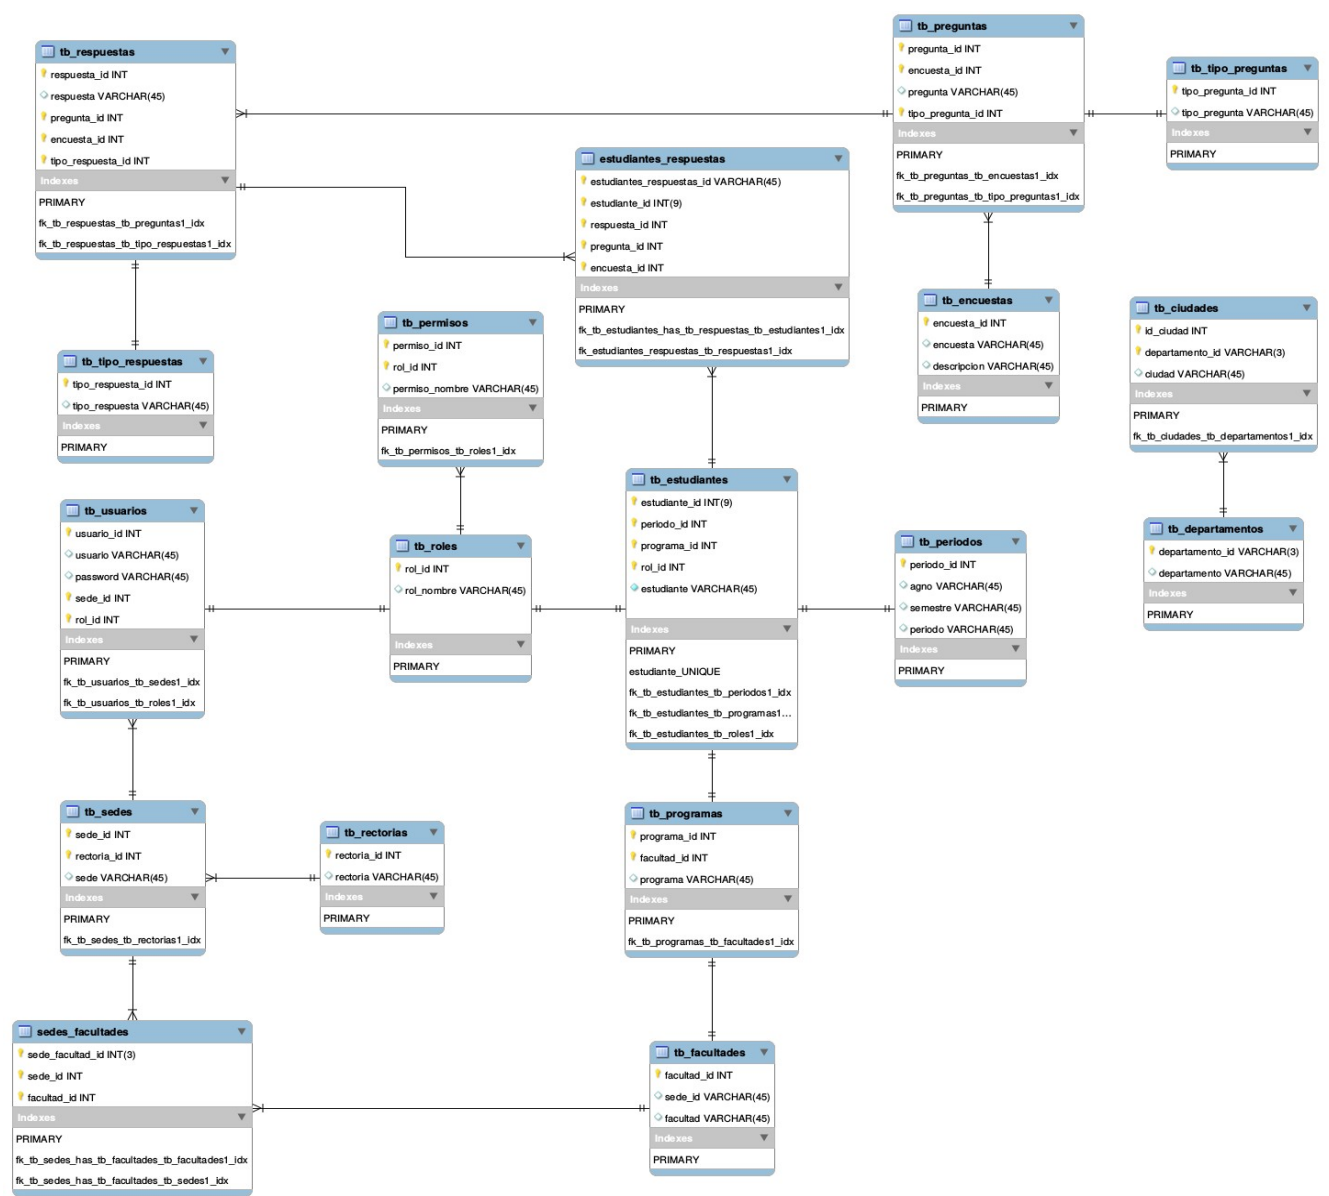 tb_respuestas
respuesta_id INT
respuesta VARCHAR(45)
pregunta_id INT
encuesta_id INT
tipo_respuesta_id INT
Indexes
PRIMARY
fk_tb_respuestas_tb_preguntas1_idx
fk_tb_respuestas_tb_tipo_respuestas1_idx
tb_preguntas
pregunta_id INT
encuesta_id INT
pregunta VARCHAR(45)
tipo_pregunta_id INT
Indexes
PRIMARY
fk_tb_preguntas_tb_encuestas1_idx
fk_tb_preguntas_tb_tipo_preguntas1_idx
tb_tipo_preguntas
tipo_pregunta_id INT
tipo_pregunta VARCHAR(45)
Indexes
PRIMARY
estudiantes_respuestas
estudiantes_respuestas_id VARCHAR(45)
estudiante_id INT(9)
respuesta_id INT
pregunta_id INT
encuesta_id INT
Indexes
PRIMARY
fk_tb_estudiantes_has_tb_respuestas_tb_estudiantes1_idx
fk_estudiantes_respuestas_tb_respuestas1_idx
tb_encuestas
encuesta_id INT
encuesta VARCHAR(45)
descripcion VARCHAR(45)
Indexes
PRIMARY
tb_ciudades
id_ciudad INT
departamento_id VARCHAR(3)
ciudad VARCHAR(45)
Indexes
PRIMARY
fk_tb_ciudades_tb_departamentos1_idx
tb_permisos
permiso_id INT
rol_id INT
permiso_nombre VARCHAR(45)
Indexes
PRIMARY
fk_tb_permisos_tb_roles1_idx
tb_tipo_respuestas
tipo_respuesta_id INT
tipo_respuesta VARCHAR(45)
Indexes
PRIMARY
tb_usuarios
usuario_id INT
usuario VARCHAR(45)
password VARCHAR(45)
sede_id INT
rol_id INT
Indexes
PRIMARY
fk_tb_usuarios_tb_sedes1_idx
fk_tb_usuarios_tb_roles1_idx
tb_roles
rol_id INT
rol_nombre VARCHAR(45)
Indexes
PRIMARY
tb_estudiantes
estudiante_id INT(9)
periodo_id INT
programa_id INT
rol_id INT
estudiante VARCHAR(45)
Indexes
PRIMARY
estudiante_UNIQUE
fk_tb_estudiantes_tb_periodos1_idx
fk_tb_estudiantes_tb_programas1...
fk_tb_estudiantes_tb_roles1_idx
tb_periodos
periodo_id INT
agno VARCHAR(45)
semestre VARCHAR(45)
periodo VARCHAR(45)
Indexes
PRIMARY
tb_departamentos
departamento_id VARCHAR(3)
departamento VARCHAR(45)
Indexes
PRIMARY
tb_sedes
sede_id INT
rectoria_id INT
sede VARCHAR(45)
Indexes
PRIMARY
fk_tb_sedes_tb_rectorias1_idx
tb_rectorias
rectoria_id INT
rectoria VARCHAR(45)
Indexes
PRIMARY
tb_programas
programa_id INT
facultad_id INT
programa VARCHAR(45)
Indexes
PRIMARY
fk_tb_programas_tb_facultades1_idx
sedes_facultades
sede_facultad_id INT(3)
sede_id INT
facultad_id INT
Indexes
PRIMARY
fk_tb_sedes_has_tb_facultades_tb_facultades1_idx
fk_tb_sedes_has_tb_facultades_tb_sedes1_idx
tb_facultades
facultad_id INT
sede_id VARCHAR(45)
facultad VARCHAR(45)
Indexes
PRIMARY